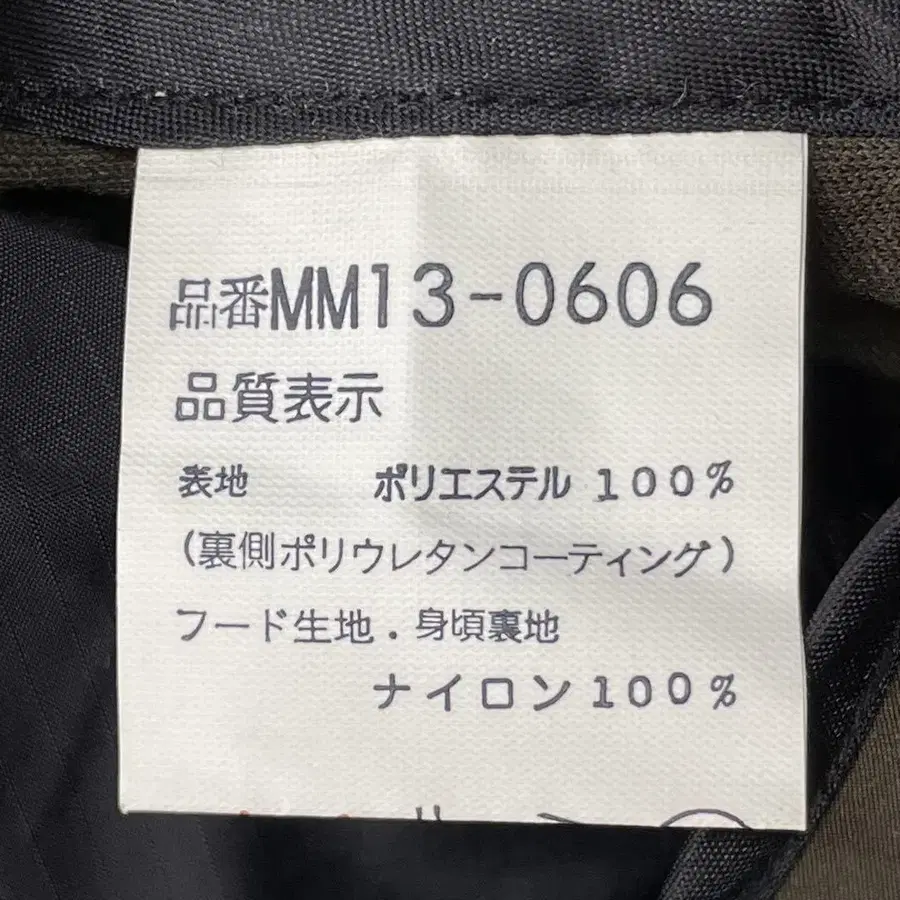 品番MM13-0606
品質表示
表地 ポリエステル 100%
(裏側ポリウレタンコーティング)
フード生地.身頃裏地
ナイロン100%